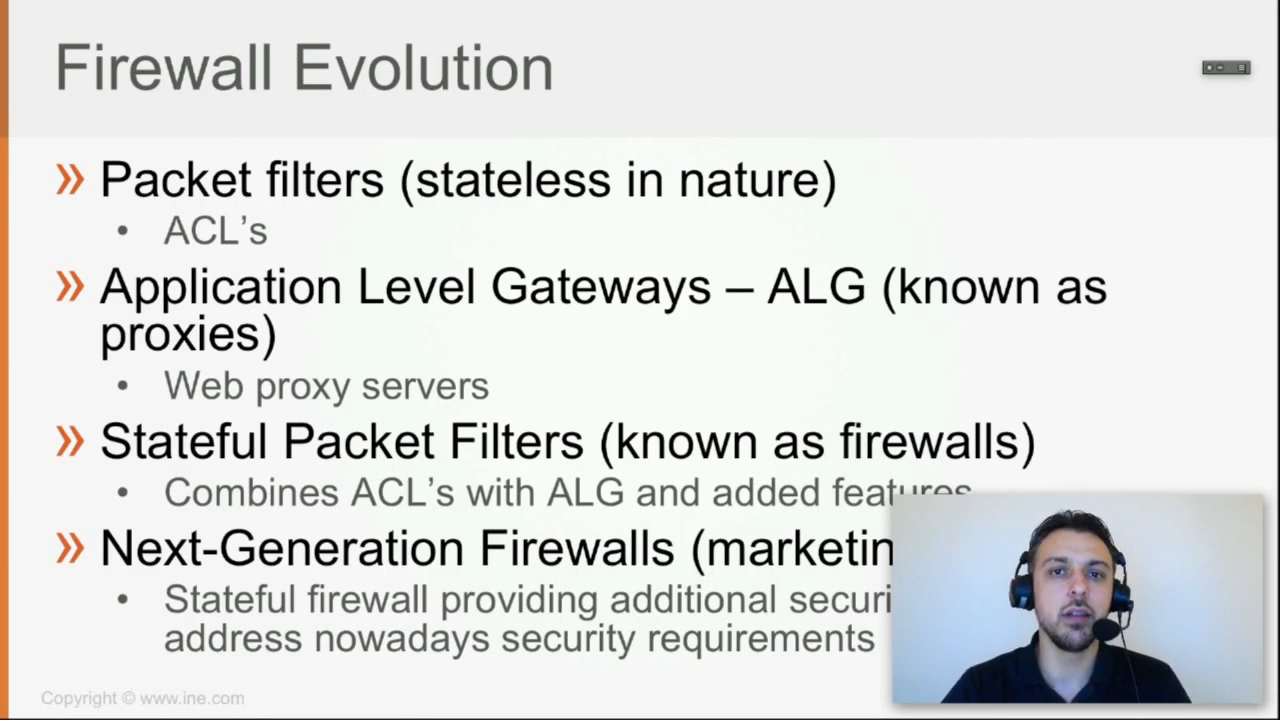 Firewall Evolution
» Packet filters (stateless in nature)
• ACL's
» Application Level Gateways – ALG (known as
proxies)
• Web proxy servers
» Stateful Packet Filters (known as firewalls)
• Combines ACL's with ALG and added features
» Next-Generation Firewalls
• Stateful firewall providing additional
address nowadays security requirements
Copyright © www.ine.com